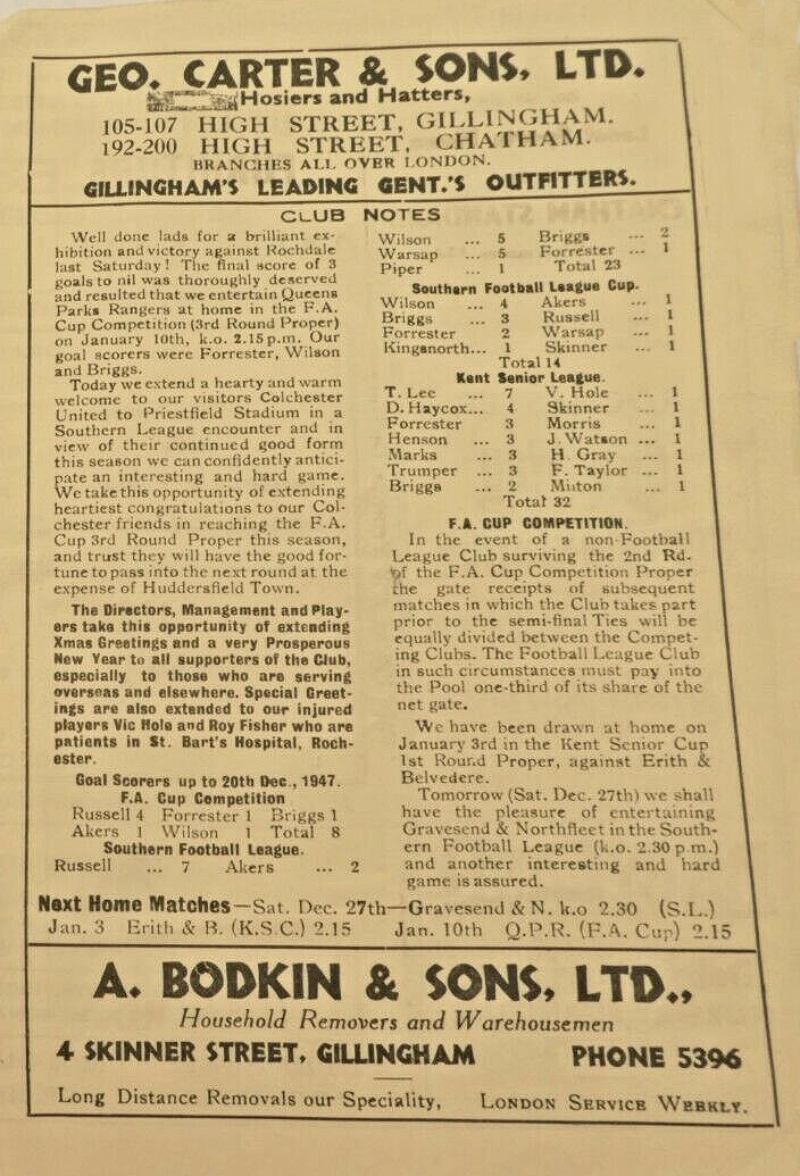 GEO. CARTER & SONS, LTD.
Hosiers and Hatters,
105-107 HIGH STREET, GILLINGHAM.
192-200 HIGH STREET, CHATHAM.
BRANCHES ALL OVER LONDON.
GILLINGHAM'S LEADING GENT.'S OUTFITTERS.
CLUB NOTES
Well done lads for a brilliant ex-
hibition and victory against Rochdale
last Saturday! The final score of 3
goals to nil was thoroughly deserved
and resulted that we entertain Queens
Parks Rangers at home in the F.A.
Cup Competition (3rd Round Proper)
on January 10th, k.o. 2.15 p.m. Our
goal scorers were Forrester, Wilson
and Briggs.
Today we extend a hearty and warm
welcome to our visitors Colchester
United to Priestfield Stadium in a
Southern League encounter and in
view of their continued good form
this season we can confidently antici-
pate an interesting and hard game.
We take this opportunity of extending
heartiest congratulations to our Col-
chester friends in reaching the F.A.
Cup 3rd Round Proper this season,
and trust they will have the good for-
tune to pass into the next round at the
expense of Huddersfield Town.
The Directors, Management and Play-
ers take this opportunity of extending
Xmas Greetings and a very Prosperous
New Year to all supporters of the Club,
especially to those who are serving
overseas and elsewhere. Special Greet-
ings are also extended to our injured
players Vic Hole and Roy Fisher who are
patients in St. Bart's Hospital, Roch-
ester.
Goal Scorers up to 20th Dec., 1947.
F.A. Cup Competition
Russell 4 Forrester 1 Briggs 1
Akers 1 Wilson 1 Total 8
Southern Football League.
Russell ... 7 Akers ... 2
Wilson ... 5 Briggs ... 2
Warsap ... 5 Forrester ... 1
Piper ... 1 Total 23
Southern Football League Cup.
Wilson ... 4 Akers ... 1
Briggs ... 3 Russell ... 1
Forrester 2 Warsap ... 1
Kingsnorth... 1 Skinner ... 1
Total 14
Kent Senior League.
T. Lee ... 7 V. Hole ... 1
D. Haycox... 4 Skinner ... 1
Forrester 3 Morris ... 1
Henson ... 3 J. Watson ... 1
Marks ... 3 H. Gray ... 1
Trumper ... 3 F. Taylor ... 1
Briggs ... 2 Miiton ... 1
Total 32
F.A. CUP COMPETITION.
In the event of a non-Football
League Club surviving the 2nd Rd.
of the F.A. Cup Competition Proper
the gate receipts of subsequent
matches in which the Club takes part
prior to the semi-final Ties will be
equally divided between the Compet-
ing Clubs. The Football League Club
in such circumstances must pay into
the Pool one-third of its share of the
net gate.
We have been drawn at home on
January 3rd in the Kent Senior Cup
1st Round Proper, against Erith &
Belvedere.
Tomorrow (Sat. Dec. 27th) we shall
have the pleasure of entertaining
Gravesend & Northfleet in the South-
ern Football League (k.o. 2.30 p.m.)
and another interesting and hard
game is assured.
Next Home Matches—Sat. Dec. 27th—Gravesend & N. k.o 2.30 (S.L.)
Jan. 3 Erith & B. (K.S.C.) 2.15 Jan. 10th Q.P.R. (F.A. Cup) 2.15
A. BODKIN & SONS, LTD.,
Household Removers and Warehousemen
4 SKINNER STREET, GILLINGHAM PHONE 5396
Long Distance Removals our Speciality, LONDON SERVICE WEEKLY.